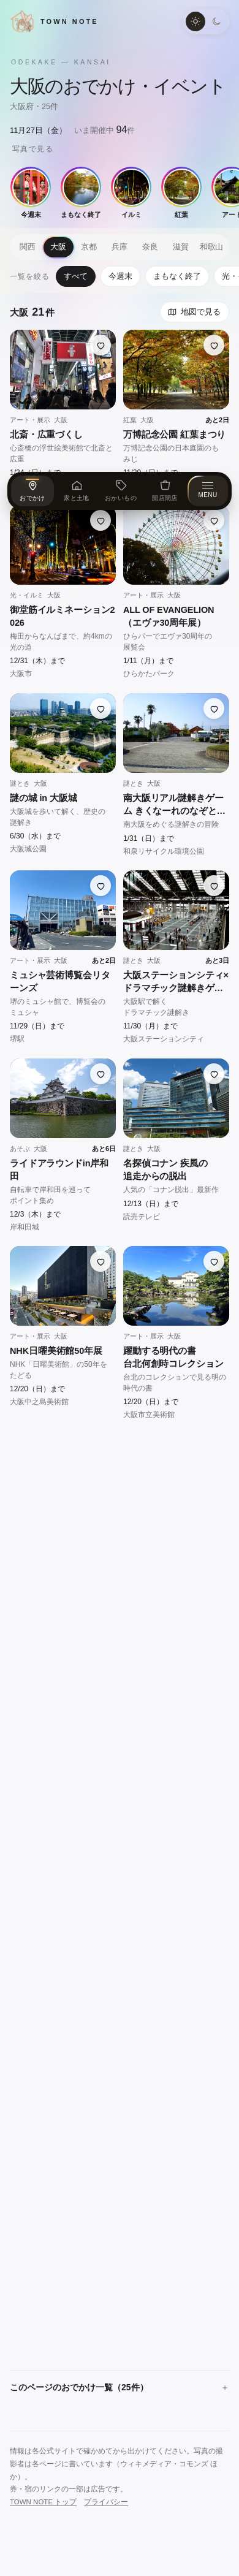 TOWN NOTE
ODEKAKE — KANSAI
大阪のおでかけ・イベント
大阪府・25件
11月27日（金） いま開催中 94件
写真で見る
今週末 まもなく終了 イルミ 紅葉 アート
関西 大阪 京都 兵庫 奈良 滋賀 和歌山
一覧を絞る すべて 今週末 まもなく終了 光・
大阪 21件 地図で見る
アート・展示 大阪
北斎・広重づくし
小斎橋の浮世絵美術館で北斎と
広重
紅葉 大阪 あと2日
万博記念公園 紅葉まつり
万博記念公園の日本庭園のも
みじ
おでかけ 家と土地 おかいもの 開店閉店 MENU
光・イルミ 大阪
御堂筋イルミネーション2
026
梅田からなんばまで、約4kmの
光の道
12/31（木）まで
大阪市
アート・展示 大阪
ALL OF EVANGELION
（エヴァ30周年展）
ひらパーでエヴァ30周年の
展覧会
1/11（月）まで
ひらかたパーク
謎とき 大阪
謎の城 in 大阪城
大阪城を歩いて解く、歴史の
謎解き
6/30（水）まで
大阪城公園
謎とき 大阪
南大阪リアル謎解きゲー
ム きくなーれのなぞと…
南大阪をめぐる謎解きの冒険
1/31（日）まで
和泉リサイクル環境公園
アート・展示 大阪 あと2日
ミュシャ芸術博覧会リタ
ーンズ
堺のミュシャ館で、博覧会の
ミュシャ
11/29（日）まで
堺駅
謎とき 大阪 あと3日
大阪ステーションシティ×
ドラマチック謎解きゲ…
大阪駅で解く
ドラマチック謎解き
11/30（月）まで
大阪ステーションシティ
あそぶ 大阪 あと6日
ライドアラウンドin岸和
田
自転車で岸和田を巡って
ポイント集め
12/3（木）まで
岸和田城
謎とき 大阪
名探偵コナン 疾風の
追走からの脱出
人気の「コナン脱出」最新作
12/13（日）まで
読売テレビ
アート・展示 大阪
NHK日曜美術館50年展
NHK「日曜美術館」の50年を
たどる
12/20（日）まで
大阪中之島美術館
アート・展示 大阪
躍動する明代の書
台北何創時コレクション
台北のコレクションで見る明の
時代の書
12/20（日）まで
大阪市立美術館
このページのおでかけ一覧（25件） +
情報は各公式サイトで確かめてから出かけてください。写真の撮
影者は各ページに書いています（ウィキメディア・コモンズ ほ
か）。
券・宿のリンクの一部は広告です。
TOWN NOTE トップ プライバシー